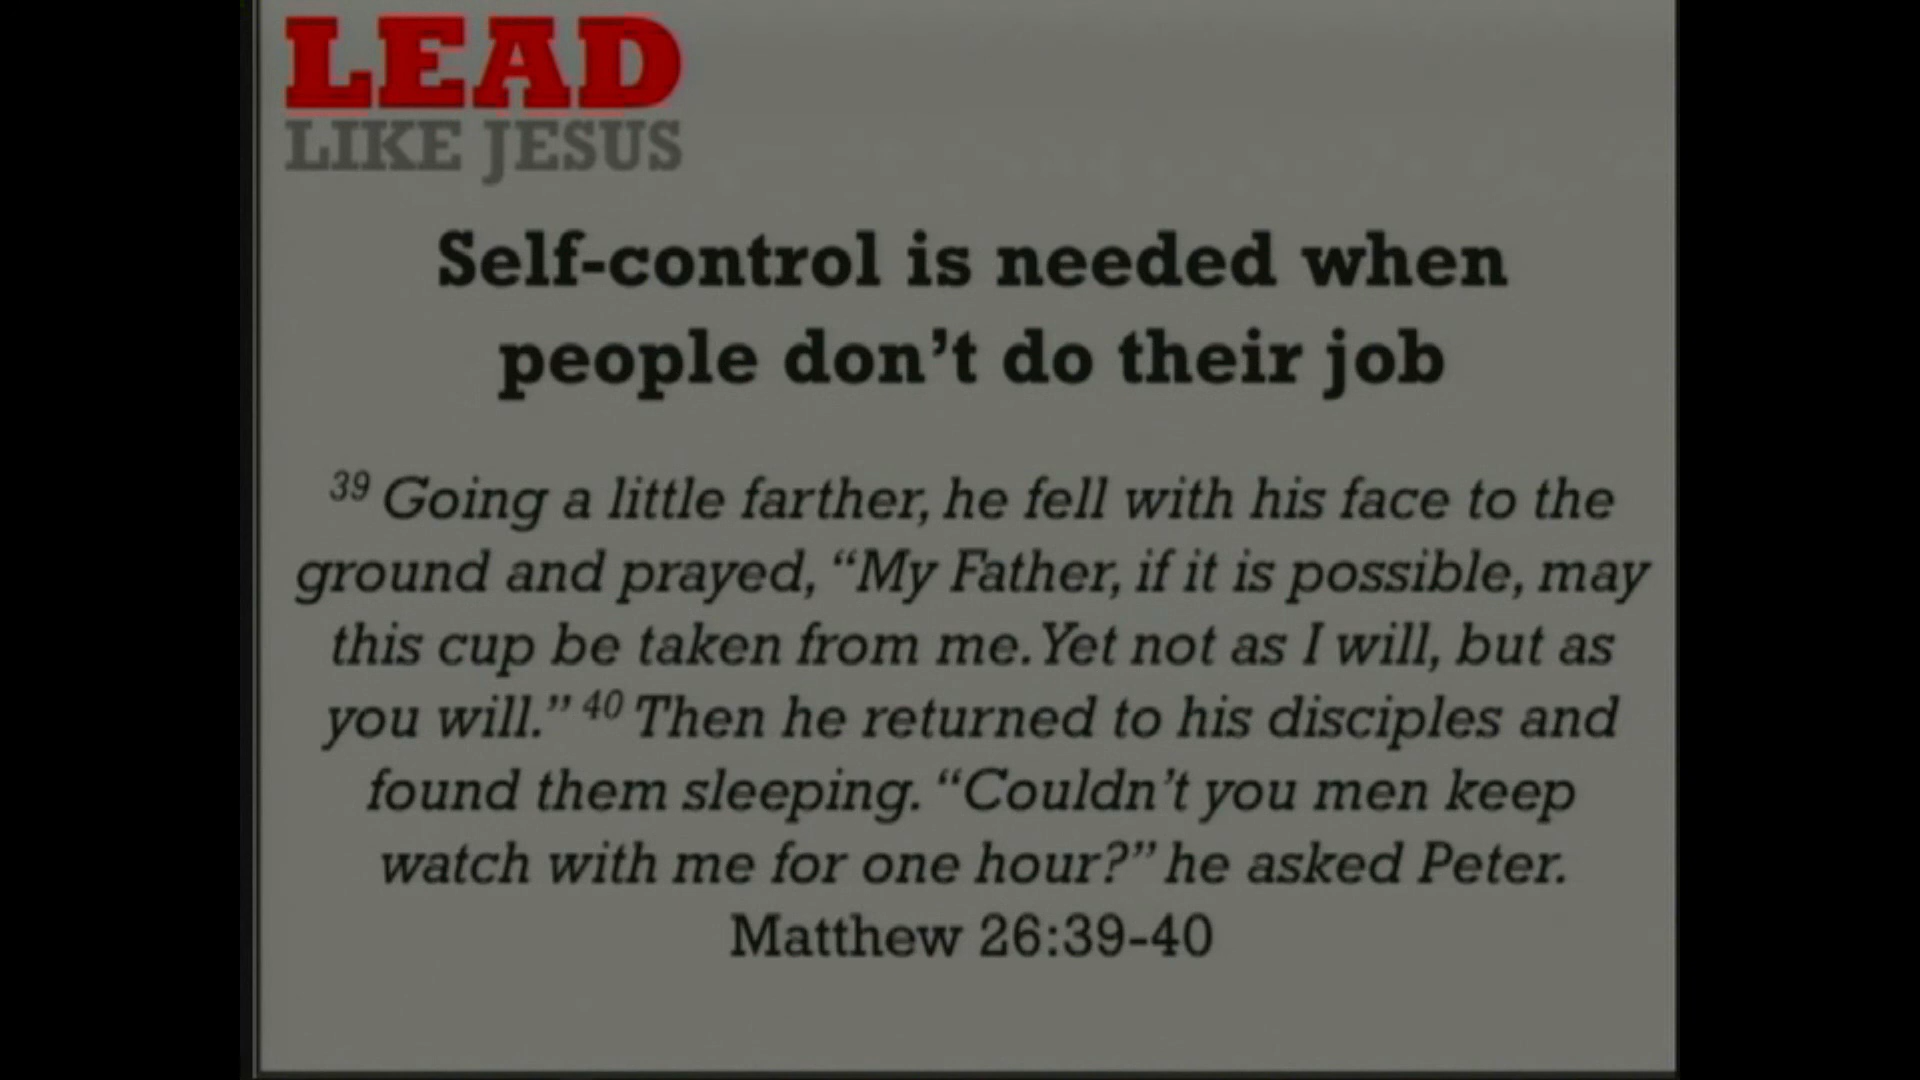 LEAD
LIKE JESUS
Self-control is needed when
people don’t do their job
39 Going a little farther, he fell with his face to the
ground and prayed, “My Father, if it is possible, may
this cup be taken from me. Yet not as I will, but as
you will.” 40 Then he returned to his disciples and
found them sleeping. “Couldn’t you men keep
watch with me for one hour?” he asked Peter.
Matthew 26:39-40